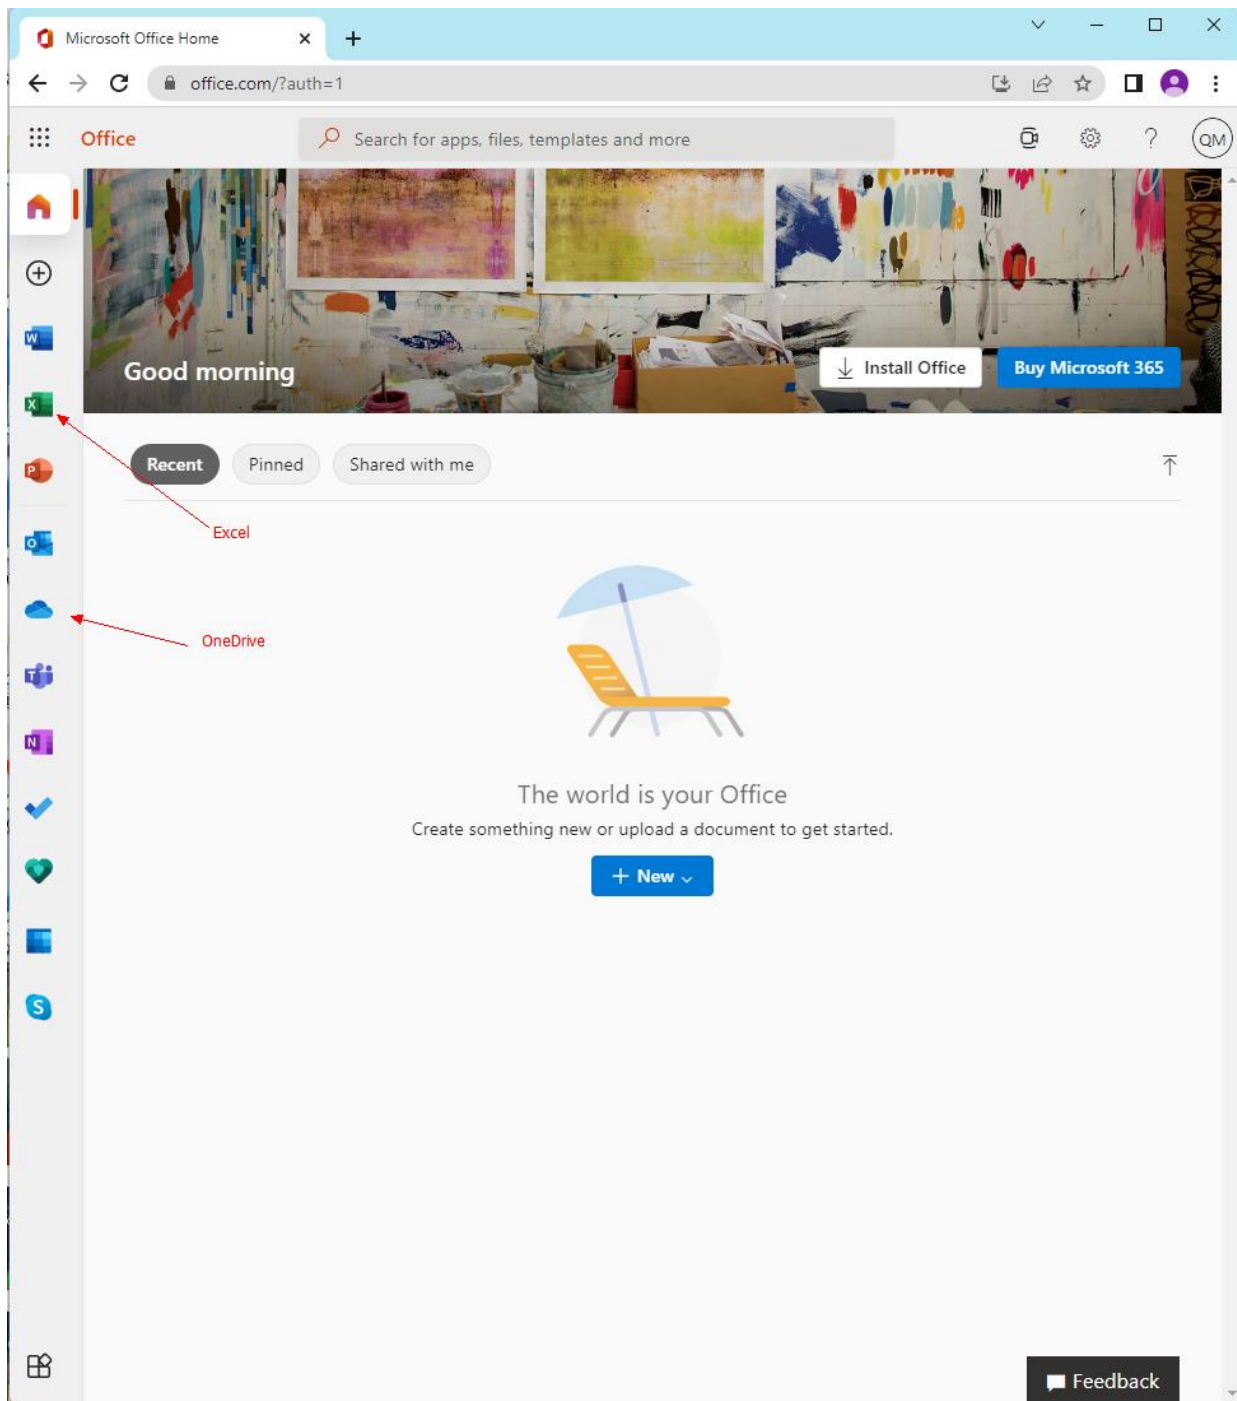 Microsoft Office Home
office.com/?auth=1
Office
Search for apps, files, templates and more
QM
Good morning
Install Office
Buy Microsoft 365
W
X
P
Recent
Pinned
Shared with me
Excel
O
OneDrive
T
N
The world is your Office
Create something new or upload a document to get started.
New
S
Feedback